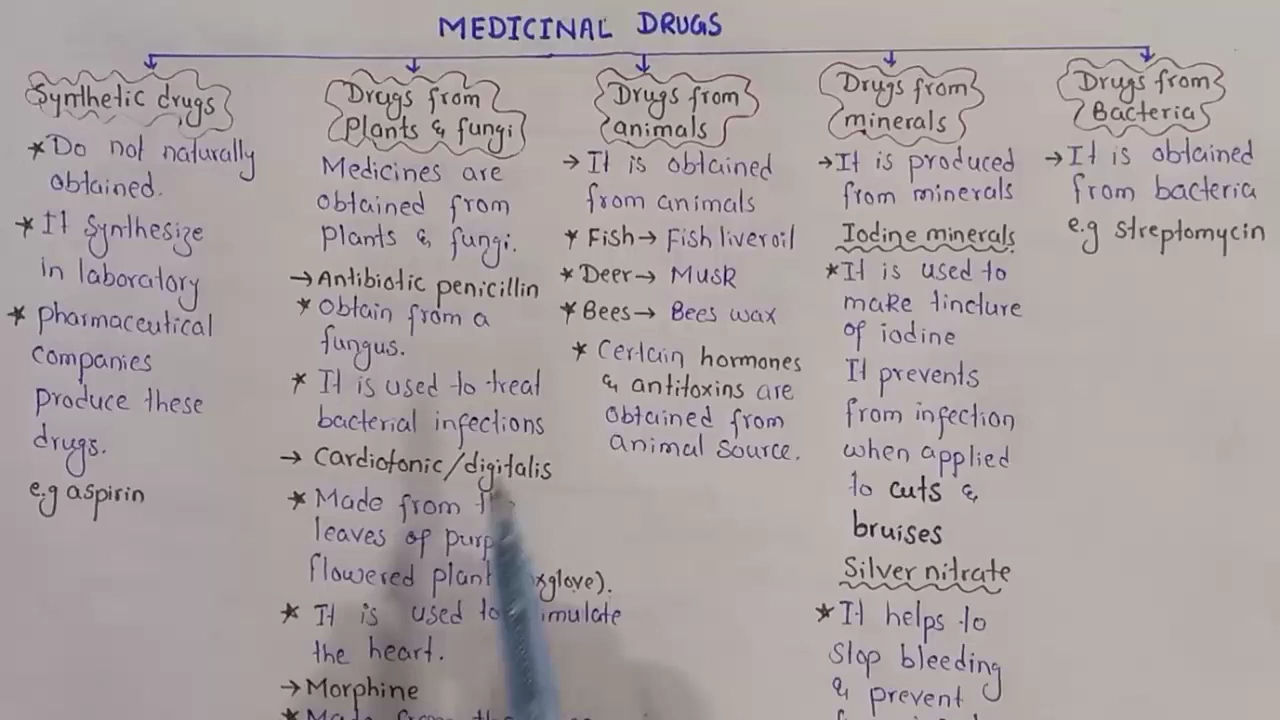 MEDICINAL DRUGS
Synthetic drugs
* Do not naturally
obtained.
* It synthesize
in laboratory
* pharmaceutical
companies
produce these
drugs.
e.g aspirin
Drugs from
Plants & fungi
Medicines are
obtained from
plants & fungi.
→ Antibiotic penicillin
* Obtain from a
fungus.
* It is used to treat
bacterial infections
→ Cardiotonic/digitalis
* Made from
leaves of
flowered plant
* It is used to
the heart.
→ Morphine
* Made from the
Drugs from
animals
→ It is obtained
from animals
* Fish → Fish liver oil
* Deer → Musk
* Bees → Bees wax
* Certain hormones
& antitoxins are
obtained from
animal source.
Drugs from
minerals
→ It is produced
from minerals
Iodine minerals
* It is used to
make tincture
of iodine
It prevents
from infection
when applied
to cuts &
bruises
Silver nitrate
* It helps to
stop bleeding
& prevent
Drugs from
Bacteria
→ It is obtained
from bacteria
e.g streptomycin